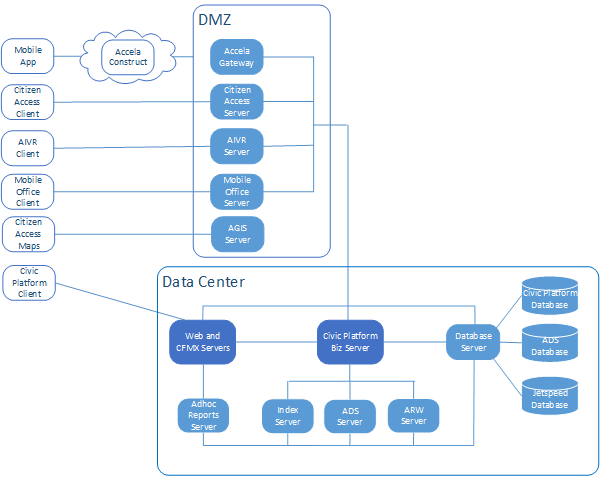 DMZ
Mobile
App
Accela
Construct
Accela
Gateway
Citizen
Access
Client
Citizen
Access
Server
AIVR
Client
AIVR
Server
Mobile
Office
Client
Mobile
Office
Server
Citizen
Access
Maps
AGIS
Server
Civic
Platform
Client
Data Center
Civic Platform
Database
Web and
CFMX Servers
Civic Platform
Biz Server
Database
Server
ADS
Database
Jetspeed
Database
Adhoc
Reports
Server
Index
Server
ADS
Server
ARW
Server